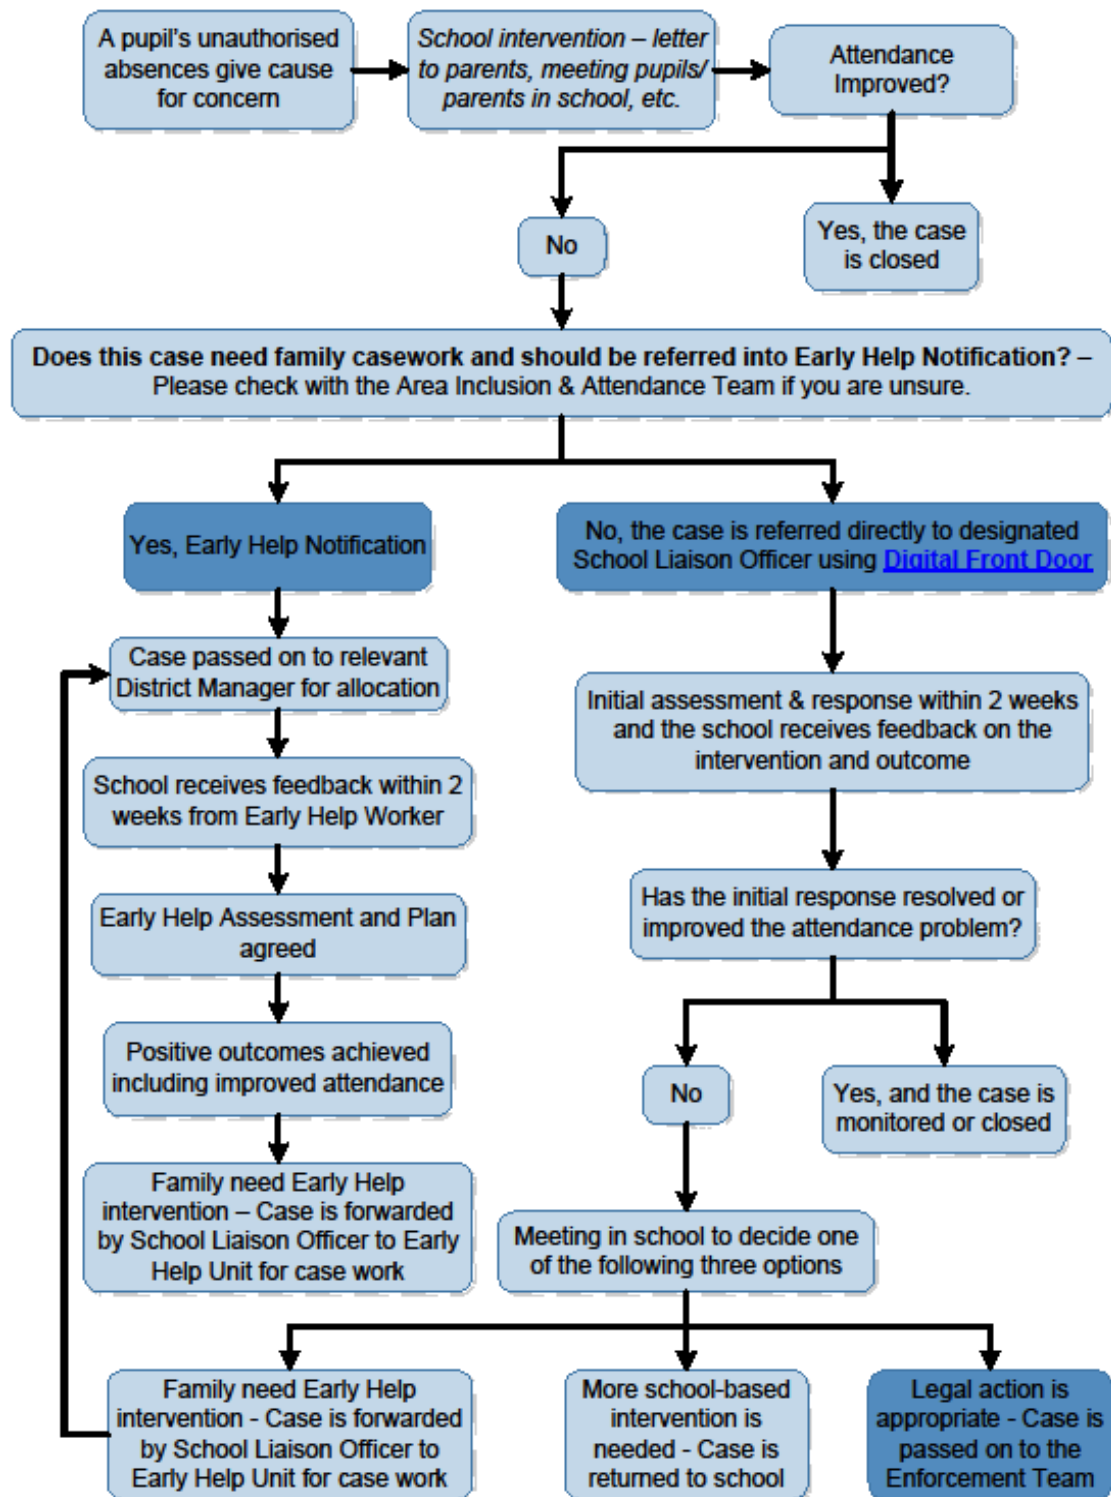 A pupil's unauthorised
absences give cause
for concern
School intervention – letter
to parents, meeting pupils/
parents in school, etc.
Attendance
Improved?
No
Yes, the case
is closed
Does this case need family casework and should be referred into Early Help Notification? –
Please check with the Area Inclusion & Attendance Team if you are unsure.
Yes, Early Help Notification
No, the case is referred directly to designated
School Liaison Officer using Digital Front Door
Case passed on to relevant
District Manager for allocation
Initial assessment & response within 2 weeks
and the school receives feedback on the
intervention and outcome
School receives feedback within 2
weeks from Early Help Worker
Has the initial response resolved or
improved the attendance problem?
Early Help Assessment and Plan
agreed
Positive outcomes achieved
including improved attendance
No
Yes, and the case is
monitored or closed
Family need Early Help
intervention – Case is forwarded
by School Liaison Officer to Early
Help Unit for case work
Meeting in school to decide one
of the following three options
Family need Early Help
intervention - Case is forwarded
by School Liaison Officer to
Early Help Unit for case work
More school-based
intervention is
needed - Case is
returned to school
Legal action is
appropriate - Case is
passed on to the
Enforcement Team